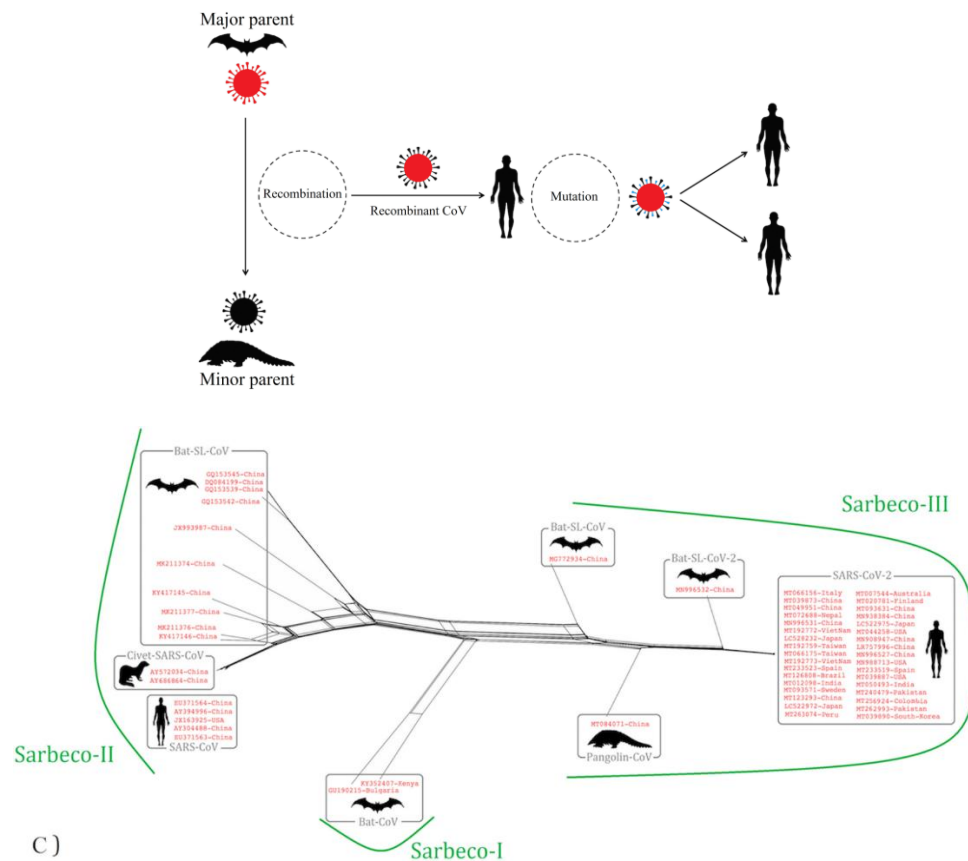 Major parent
Recombination
Recombinant CoV
Mutation
Minor parent
Bat-SL-CoV
GQ153545-China
DQ084199-China
GQ153539-China
GQ153542-China
JX993987-China
MK211374-China
KY417145-China
MK211377-China
MK211376-China
KY417146-China
Civet-SARS-CoV
AY572034-China
AY686864-China
EU371564-China
AY394996-China
JX163925-USA
AY304488-China
EU371563-China
SARS-CoV
Sarbeco-II
KY352407-Kenya
GU190215-Bulgaria
Bat-CoV
Sarbeco-I
Sarbeco-III
Bat-SL-CoV
MG772934-China
Bat-SL-CoV-2
MN996532-China
MT084071-China
Pangolin-CoV
SARS-CoV-2
MT066156-Italy
MT039873-China
MT049951-China
MT072688-Nepal
MN996531-China
MT192772-VietNam
LC528232-Japan
MT192759-Taiwan
MT066175-Taiwan
MT192773-VietNam
MT233523-Spain
MT126808-Brazil
MT012098-India
MT093571-Sweden
MT123293-China
LC522972-Japan
MT263074-Peru
MT007544-Australia
MT020781-Finland
MT093631-China
MN938384-China
LC522975-Japan
MT044258-USA
MN908947-China
LR757996-China
MN996527-China
MN988713-USA
MT233519-Spain
MT039887-USA
MT050493-India
MT240479-Pakistan
MT256924-Colombia
MT262993-Pakistan
MT039890-South-Korea
C)